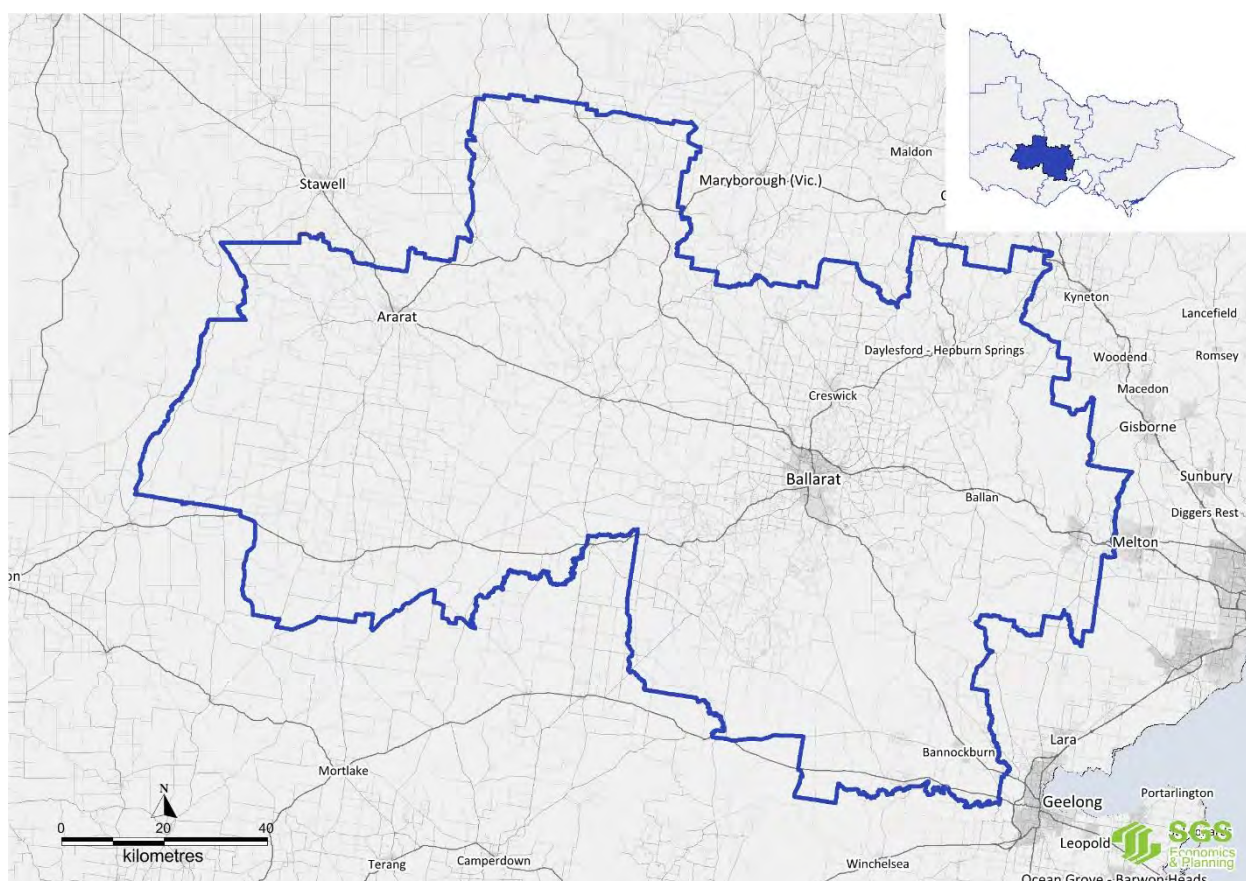 Maldon
Stawell
Maryborough (Vic.)
Kyneton
Lancefield
Ararat
Daylesford - Hepburn Springs
Woodend
Romsey
Creswick
Macedon
Gisborne
Ballarat
Sunbury
Ballan
Diggers Rest
Melton
on
Lara
Bannockburn
Mortlake
N
Portarlington
Geelong
0 20 40
kilometres
Leopold
SGS
Economics
& Planning
Terang
Camperdown
Winchelsea
Ocean Grove - Barwon Heads